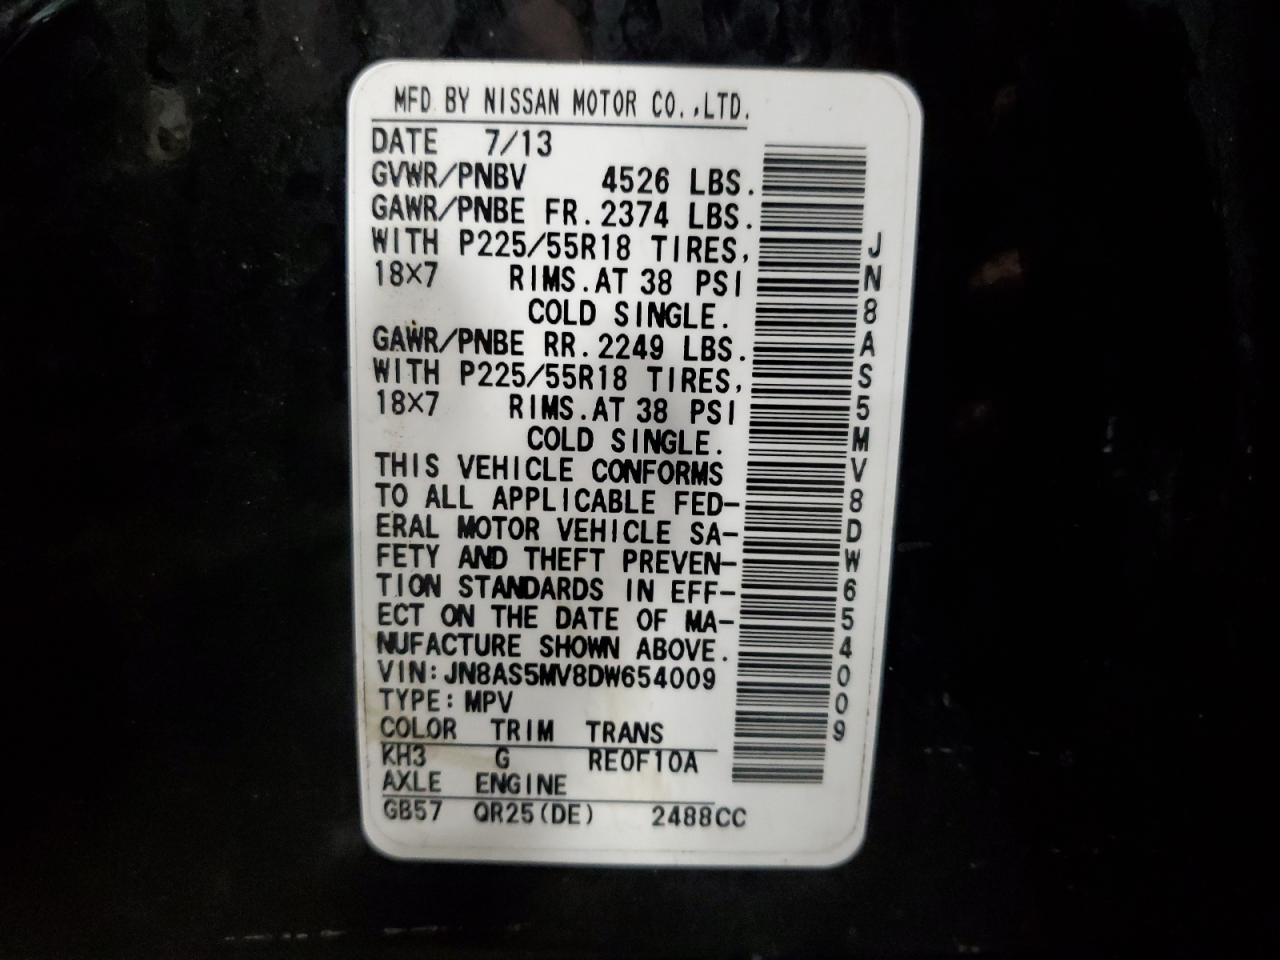 MFD. BY NISSAN MOTOR CO.,LTD.
DATE 7/13
GVWR/PNBV 4526 LBS.
GAWR/PNBE FR. 2374 LBS.
WITH P225/55R18 TIRES,
18×7 RIMS. AT 38 PSI
COLD SINGLE.
GAWR/PNBE RR. 2249 LBS.
WITH P225/55R18 TIRES,
18×7 RIMS. AT 38 PSI
COLD SINGLE.
THIS VEHICLE CONFORMS
TO ALL APPLICABLE FED-
ERAL MOTOR VEHICLE SA-
FETY AND THEFT PREVEN-
TION STANDARDS IN EFF-
ECT ON THE DATE OF MA-
NUFACTURE SHOWN ABOVE.
VIN: JN8AS5MV8DW654009
TYPE: MPV
COLOR TRIM TRANS
KH3 G RE0F10A
AXLE ENGINE
GB57 QR25(DE) 2488CC
JN8AS5MV8DW654009